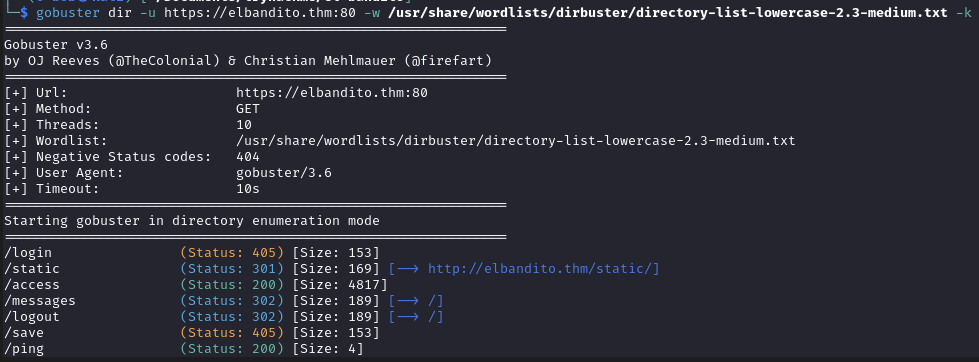 └─$ gobuster dir -u https://elbandito.thm:80 -w /usr/share/wordlists/dirbuster/directory-list-lowercase-2.3-medium.txt -k
===============================================================
Gobuster v3.6
by OJ Reeves (@TheColonial) & Christian Mehlmauer (@firefart)
===============================================================
[+] Url:                     https://elbandito.thm:80
[+] Method:                  GET
[+] Threads:                 10
[+] Wordlist:                /usr/share/wordlists/dirbuster/directory-list-lowercase-2.3-medium.txt
[+] Negative Status codes:   404
[+] User Agent:              gobuster/3.6
[+] Timeout:                 10s
===============================================================
Starting gobuster in directory enumeration mode
===============================================================
/login                (Status: 405) [Size: 153]
/static               (Status: 301) [Size: 169] [--> http://elbandito.thm/static/]
/access               (Status: 200) [Size: 4817]
/messages             (Status: 302) [Size: 189] [--> /]
/logout               (Status: 302) [Size: 189] [--> /]
/save                 (Status: 405) [Size: 153]
/ping                 (Status: 200) [Size: 4]